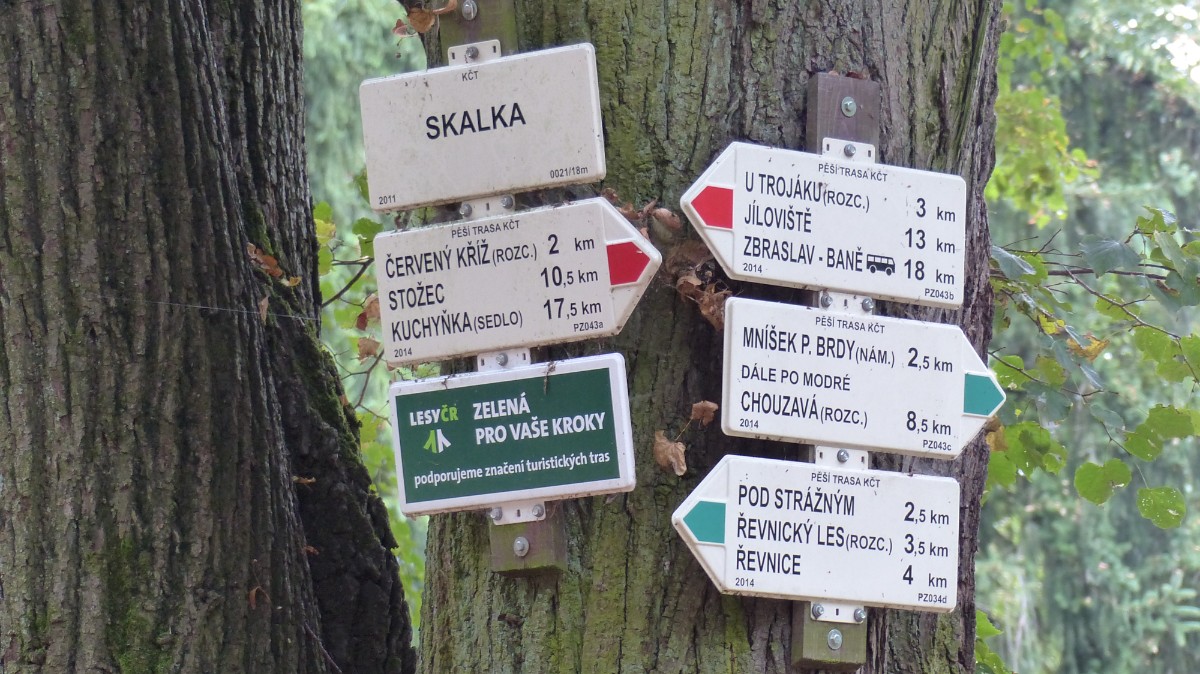 KČT
SKALKA
2011 0021/18m
PĚŠÍ TRASA KČT
ČERVENÝ KŘÍŽ (ROZC.) 2 km
STOŽEC 10,5 km
KUCHYŇKA (SEDLO) 17,5 km
2014 PZ043a
LESYČR ZELENÁ
PRO VAŠE KROKY
podporujeme značení turistických tras
PĚŠÍ TRASA KČT
U TROJÁKU (ROZC.) 3 km
JÍLOVIŠTĚ 13 km
ZBRASLAV - BANĚ 18 km
2014 PZ043b
PĚŠÍ TRASA KČT
MNÍŠEK P. BRDY (NÁM.) 2,5 km
DÁLE PO MODRÉ
CHOUZAVÁ (ROZC.) 8,5 km
2014 PZ043c
PĚŠÍ TRASA KČT
POD STRÁŽNÝM 2,5 km
ŘEVNICKÝ LES (ROZC.) 3,5 km
ŘEVNICE 4 km
2014 PZ034d